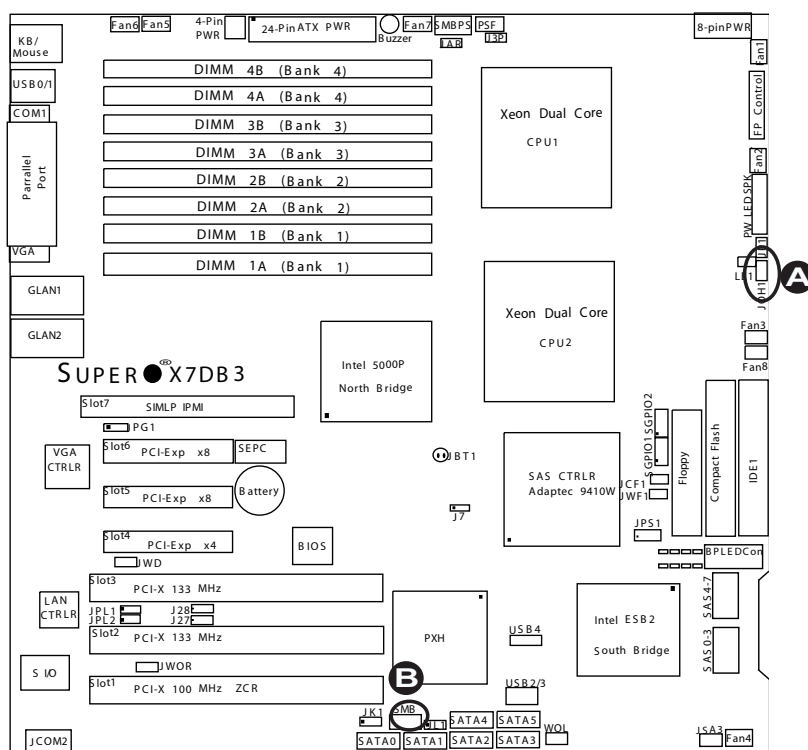 Fan6 Fan5 4-Pin PWR 24-Pin ATX PWR Buzzer Fan7 SMBPS PSF J3P 8-pinPWR
KB/ Mouse
Fan1
USB0/1
DIMM 4B (Bank 4)
COM1
DIMM 4A (Bank 4)
Xeon Dual Core
CPU1
FP Control
Parrallel Port
DIMM 3B (Bank 3)
DIMM 3A (Bank 3)
Fan2
DIMM 2B (Bank 2)
PW LED SPK
DIMM 2A (Bank 2)
DIMM 1B (Bank 1)
VGA
DIMM 1A (Bank 1)
LE1
JOH1
A
GLAN1
GLAN2
Xeon Dual Core
CPU2
Fan3
Fan8
Intel 5000P
North Bridge
SUPER ● X7DB3
®
Slot7
SIMLP IPMI
JPG1
Slot6
PCI-Exp x8
SEPC
VGA CTRLR
Battery
JBT1
Slot5
PCI-Exp x8
J7
SAS CTRLR
Adaptec 9410W
SGPIO1 SGPIO2
JCF1
JWF1
JPS1
Floppy
Compact Flash
IDE1
Slot4
PCI-Exp x4
BIOS
JWD
BPLEDCon
Slot3
PCI-X 133 MHz
LAN CTRLR
JPL1
JPL2
J28
J27
Slot2
PCI-X 133 MHz
PXH
USB4
Intel ESB2
South Bridge
SAS4-7
SAS0-3
S I/O
JWOR
Slot1
PCI-X 100 MHz ZCR
B
USB2/3
SMB
JK1
JL1
SATA4 SATA5
JCOM2
SATA0 SATA1 SATA2 SATA3
WOL
JSA3
Fan4